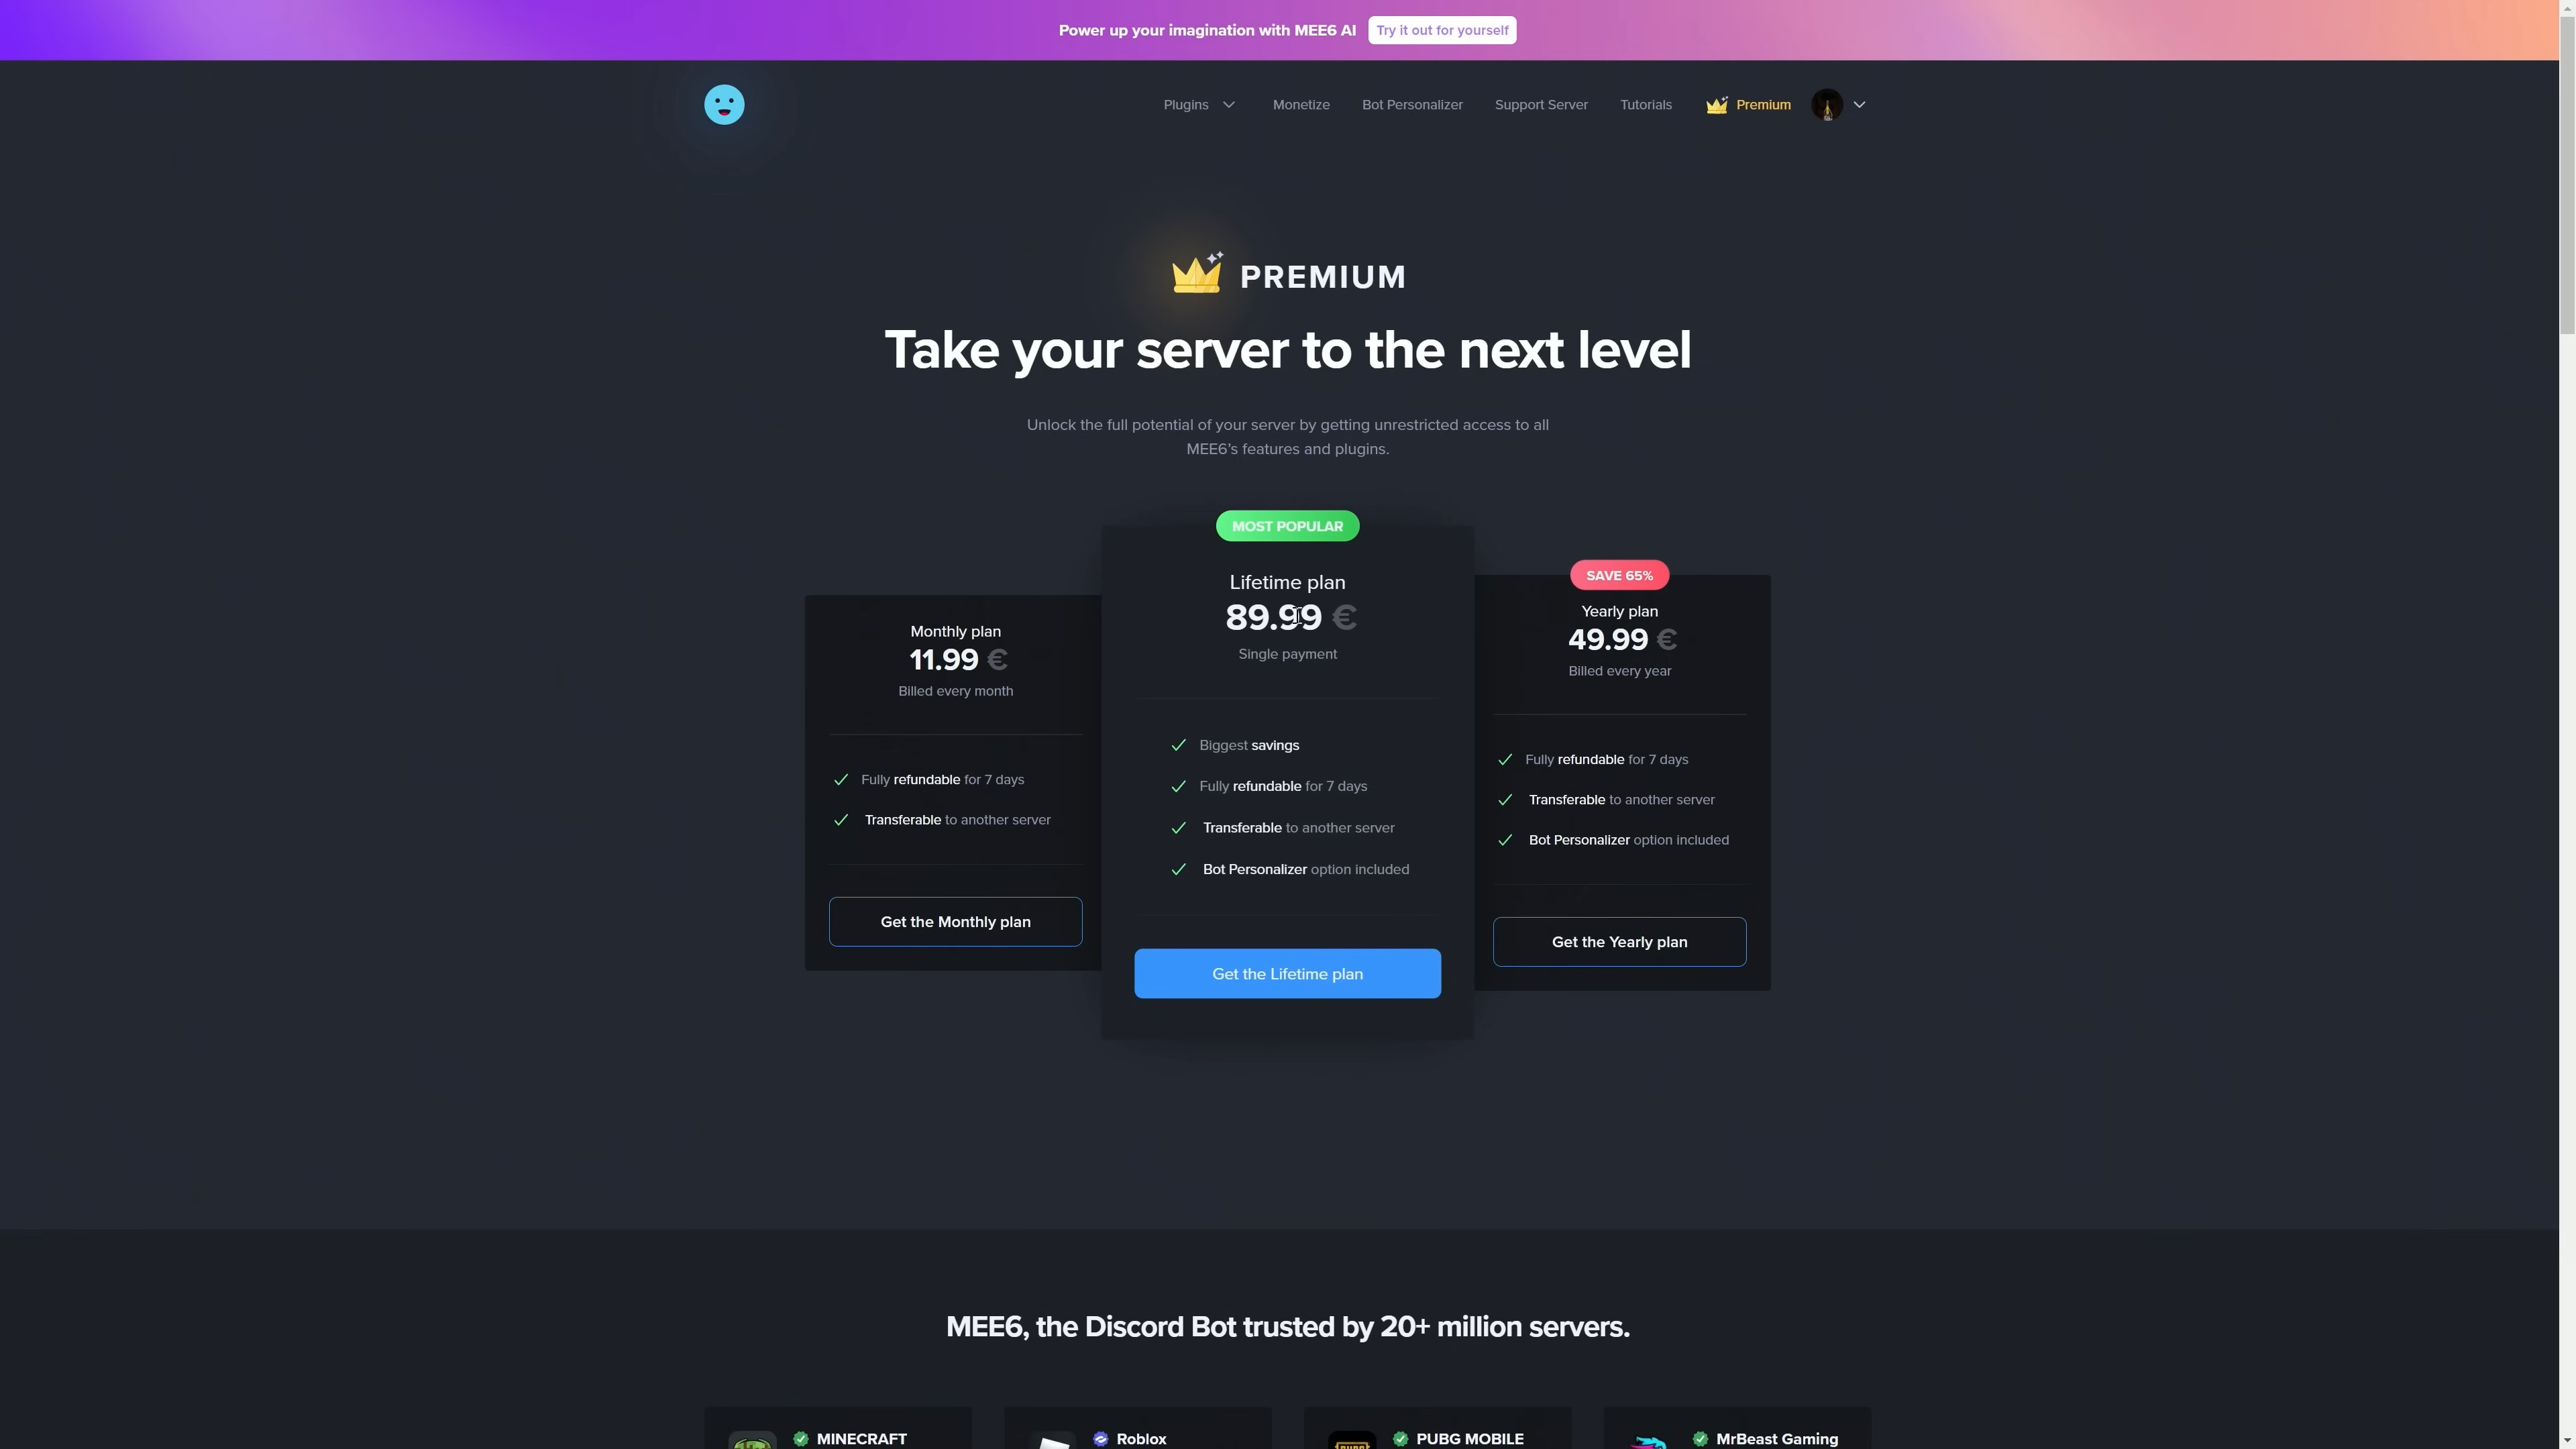 Power up your imagination with MEE6 AI
Try it out for yourself
Plugins
Monetize
Bot Personalizer
Support Server
Tutorials
Premium
PREMIUM
Take your server to the next level
Unlock the full potential of your server by getting unrestricted access to all
MEE6's features and plugins.
Monthly plan
11.99 €
Billed every month
Fully refundable for 7 days
Transferable to another server
Get the Monthly plan
MOST POPULAR
Lifetime plan
89.99 €
Single payment
Biggest savings
Fully refundable for 7 days
Transferable to another server
Bot Personalizer option included
Get the Lifetime plan
SAVE 65%
Yearly plan
49.99 €
Billed every year
Fully refundable for 7 days
Transferable to another server
Bot Personalizer option included
Get the Yearly plan
MEE6, the Discord Bot trusted by 20+ million servers.
MINECRAFT
Roblox
PUBG MOBILE
MrBeast Gaming